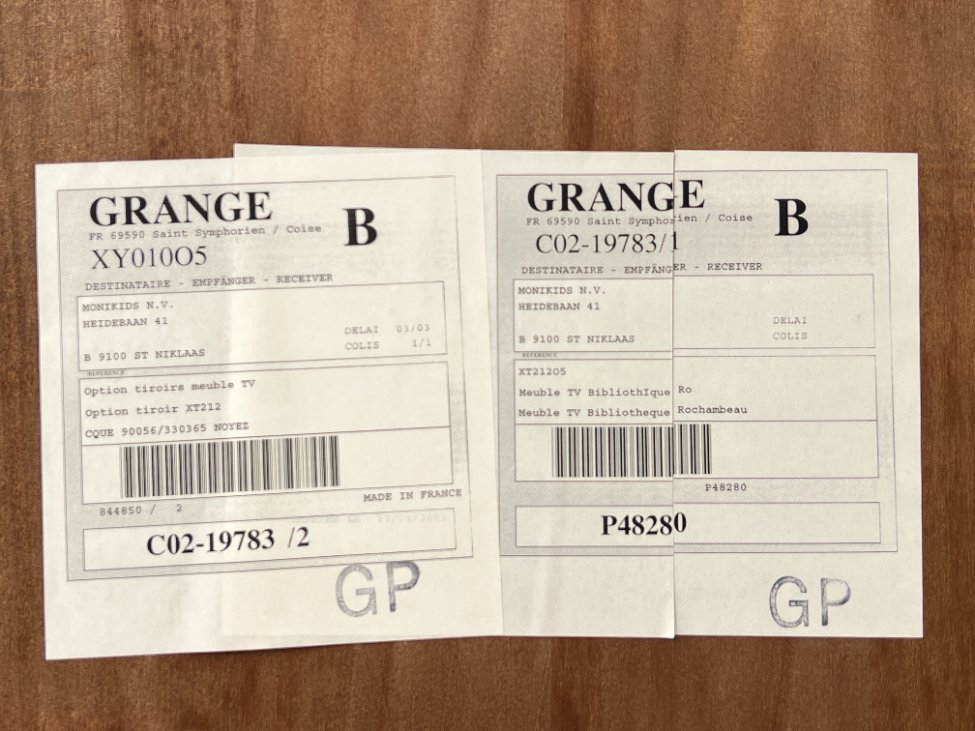 GRANGE
B
FR 69590 Saint Symphorien / Coise
XY010O5
DESTINATAIRE - EMPFÄNGER - RECEIVER
MONIKIDS N.V.
HEIDEBAAN 41
DELAI 03/03
B 9100 ST NIKLAAS
COLIS 1/1
REFERENCE
Option tiroirs meuble TV
Option tiroir XT212
CQUE 90056/330365 NOYEZ
MADE IN FRANCE
844850 / 2
C02-19783 /2
GP
GRANGE
B
FR 69590 Saint Symphorien / Coise
C02-19783/1
DESTINATAIRE - EMPFÄNGER - RECEIVER
MONIKIDS N.V.
HEIDEBAAN 41
DELAI
B 9100 ST NIKLAAS
COLIS
REFERENCE
XT21205
Meuble TV BibliothIque Ro
Meuble TV Bibliotheque Rochambeau
P48280
P48280
GP